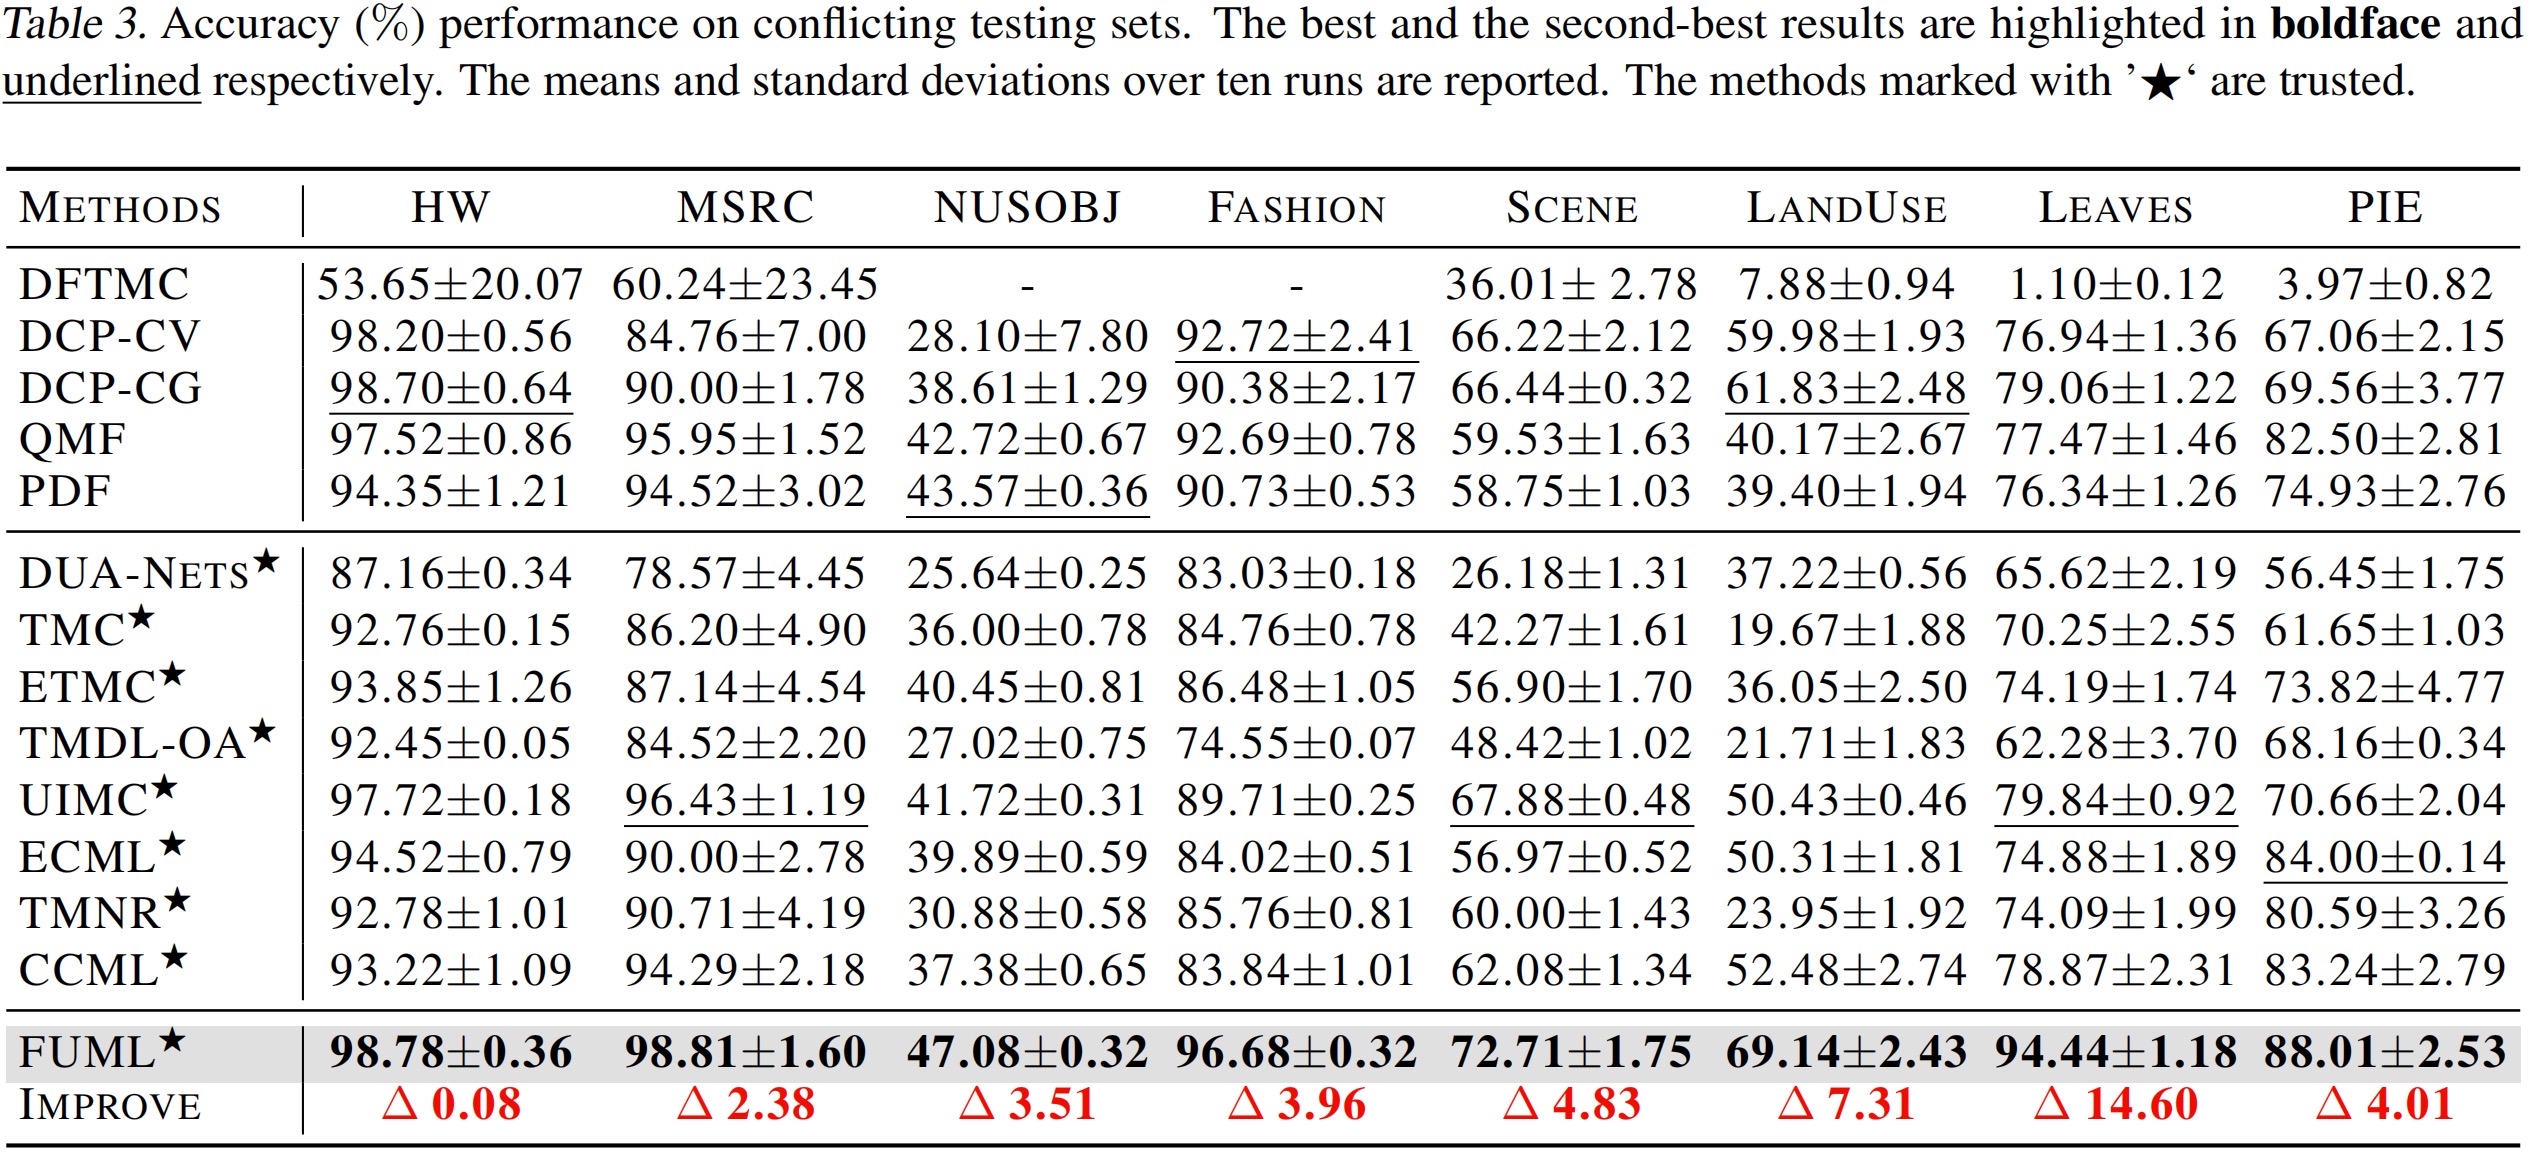 Table 3. Accuracy (%) performance on conflicting testing sets. The best and the second-best results are highlighted in boldface and
underlined respectively. The means and standard deviations over ten runs are reported. The methods marked with ’★‘ are trusted.
METHODS HW MSRC NUSOBJ FASHION SCENE LANDUSE LEAVES PIE
DFTMC 53.65±20.07 60.24±23.45 - - 36.01± 2.78 7.88±0.94 1.10±0.12 3.97±0.82
DCP-CV 98.20±0.56 84.76±7.00 28.10±7.80 92.72±2.41 66.22±2.12 59.98±1.93 76.94±1.36 67.06±2.15
DCP-CG 98.70±0.64 90.00±1.78 38.61±1.29 90.38±2.17 66.44±0.32 61.83±2.48 79.06±1.22 69.56±3.77
QMF 97.52±0.86 95.95±1.52 42.72±0.67 92.69±0.78 59.53±1.63 40.17±2.67 77.47±1.46 82.50±2.81
PDF 94.35±1.21 94.52±3.02 43.57±0.36 90.73±0.53 58.75±1.03 39.40±1.94 76.34±1.26 74.93±2.76
DUA-NETS★ 87.16±0.34 78.57±4.45 25.64±0.25 83.03±0.18 26.18±1.31 37.22±0.56 65.62±2.19 56.45±1.75
TMC★ 92.76±0.15 86.20±4.90 36.00±0.78 84.76±0.78 42.27±1.61 19.67±1.88 70.25±2.55 61.65±1.03
ETMC★ 93.85±1.26 87.14±4.54 40.45±0.81 86.48±1.05 56.90±1.70 36.05±2.50 74.19±1.74 73.82±4.77
TMDL-OA★ 92.45±0.05 84.52±2.20 27.02±0.75 74.55±0.07 48.42±1.02 21.71±1.83 62.28±3.70 68.16±0.34
UIMC★ 97.72±0.18 96.43±1.19 41.72±0.31 89.71±0.25 67.88±0.48 50.43±0.46 79.84±0.92 70.66±2.04
ECML★ 94.52±0.79 90.00±2.78 39.89±0.59 84.02±0.51 56.97±0.52 50.31±1.81 74.88±1.89 84.00±0.14
TMNR★ 92.78±1.01 90.71±4.19 30.88±0.58 85.76±0.81 60.00±1.43 23.95±1.92 74.09±1.99 80.59±3.26
CCML★ 93.22±1.09 94.29±2.18 37.38±0.65 83.84±1.01 62.08±1.34 52.48±2.74 78.87±2.31 83.24±2.79
FUML★ 98.78±0.36 98.81±1.60 47.08±0.32 96.68±0.32 72.71±1.75 69.14±2.43 94.44±1.18 88.01±2.53
IMPROVE △ 0.08 △ 2.38 △ 3.51 △ 3.96 △ 4.83 △ 7.31 △ 14.60 △ 4.01